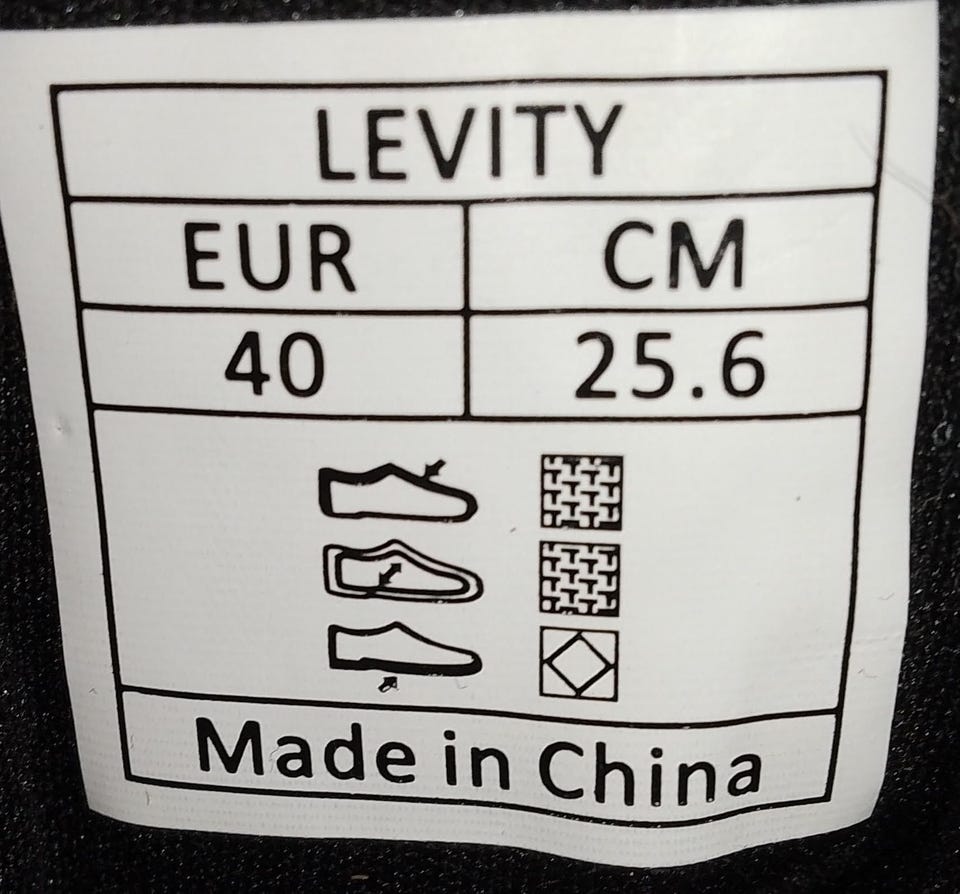 LEVITY
EUR CM
40 25.6
Made in China